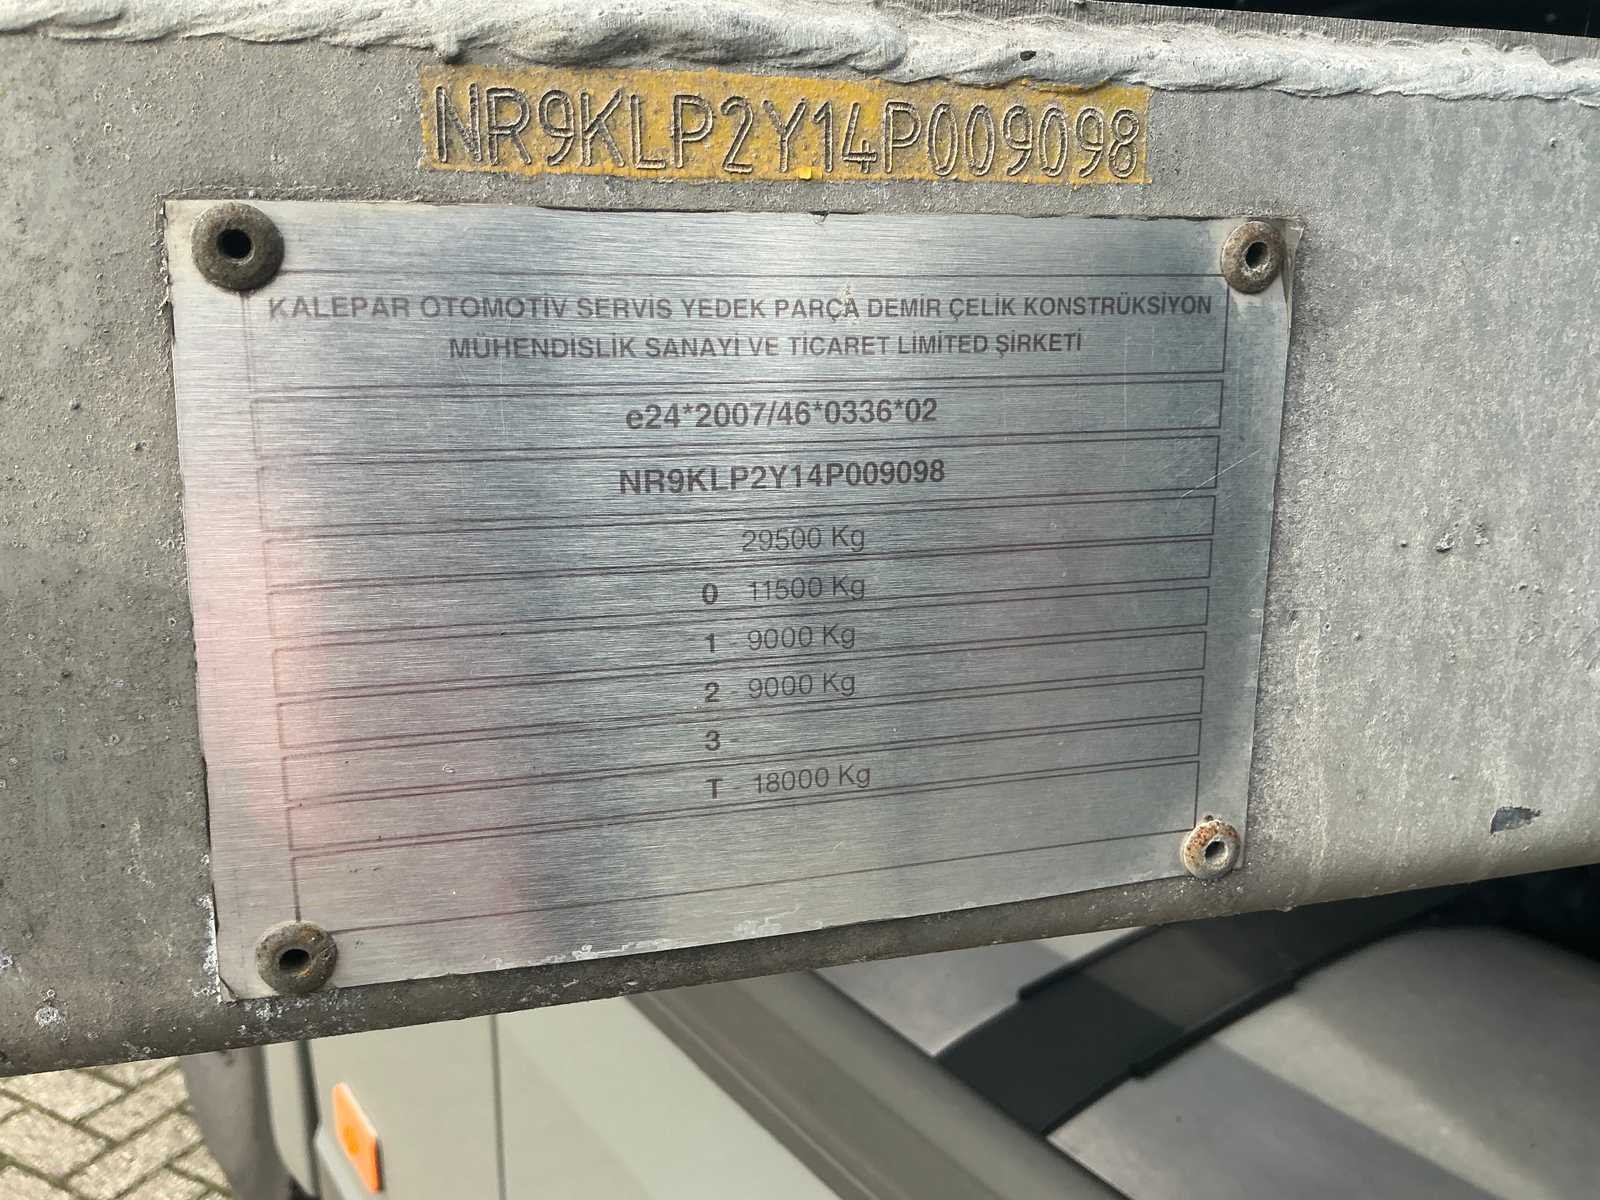 NR9KLP2Y14P009098
KALEPAR OTOMOTİV SERVİS YEDEK PARÇA DEMİR ÇELİK KONSTRÜKSİYON
MÜHENDİSLİK SANAYİ VE TİCARET LİMİTED ŞİRKETİ
e24*2007/46*0336*02
NR9KLP2Y14P009098
29500 Kg
0 - 11500 Kg
1 - 9000 Kg
2 - 9000 Kg
3 -
T - 18000 Kg